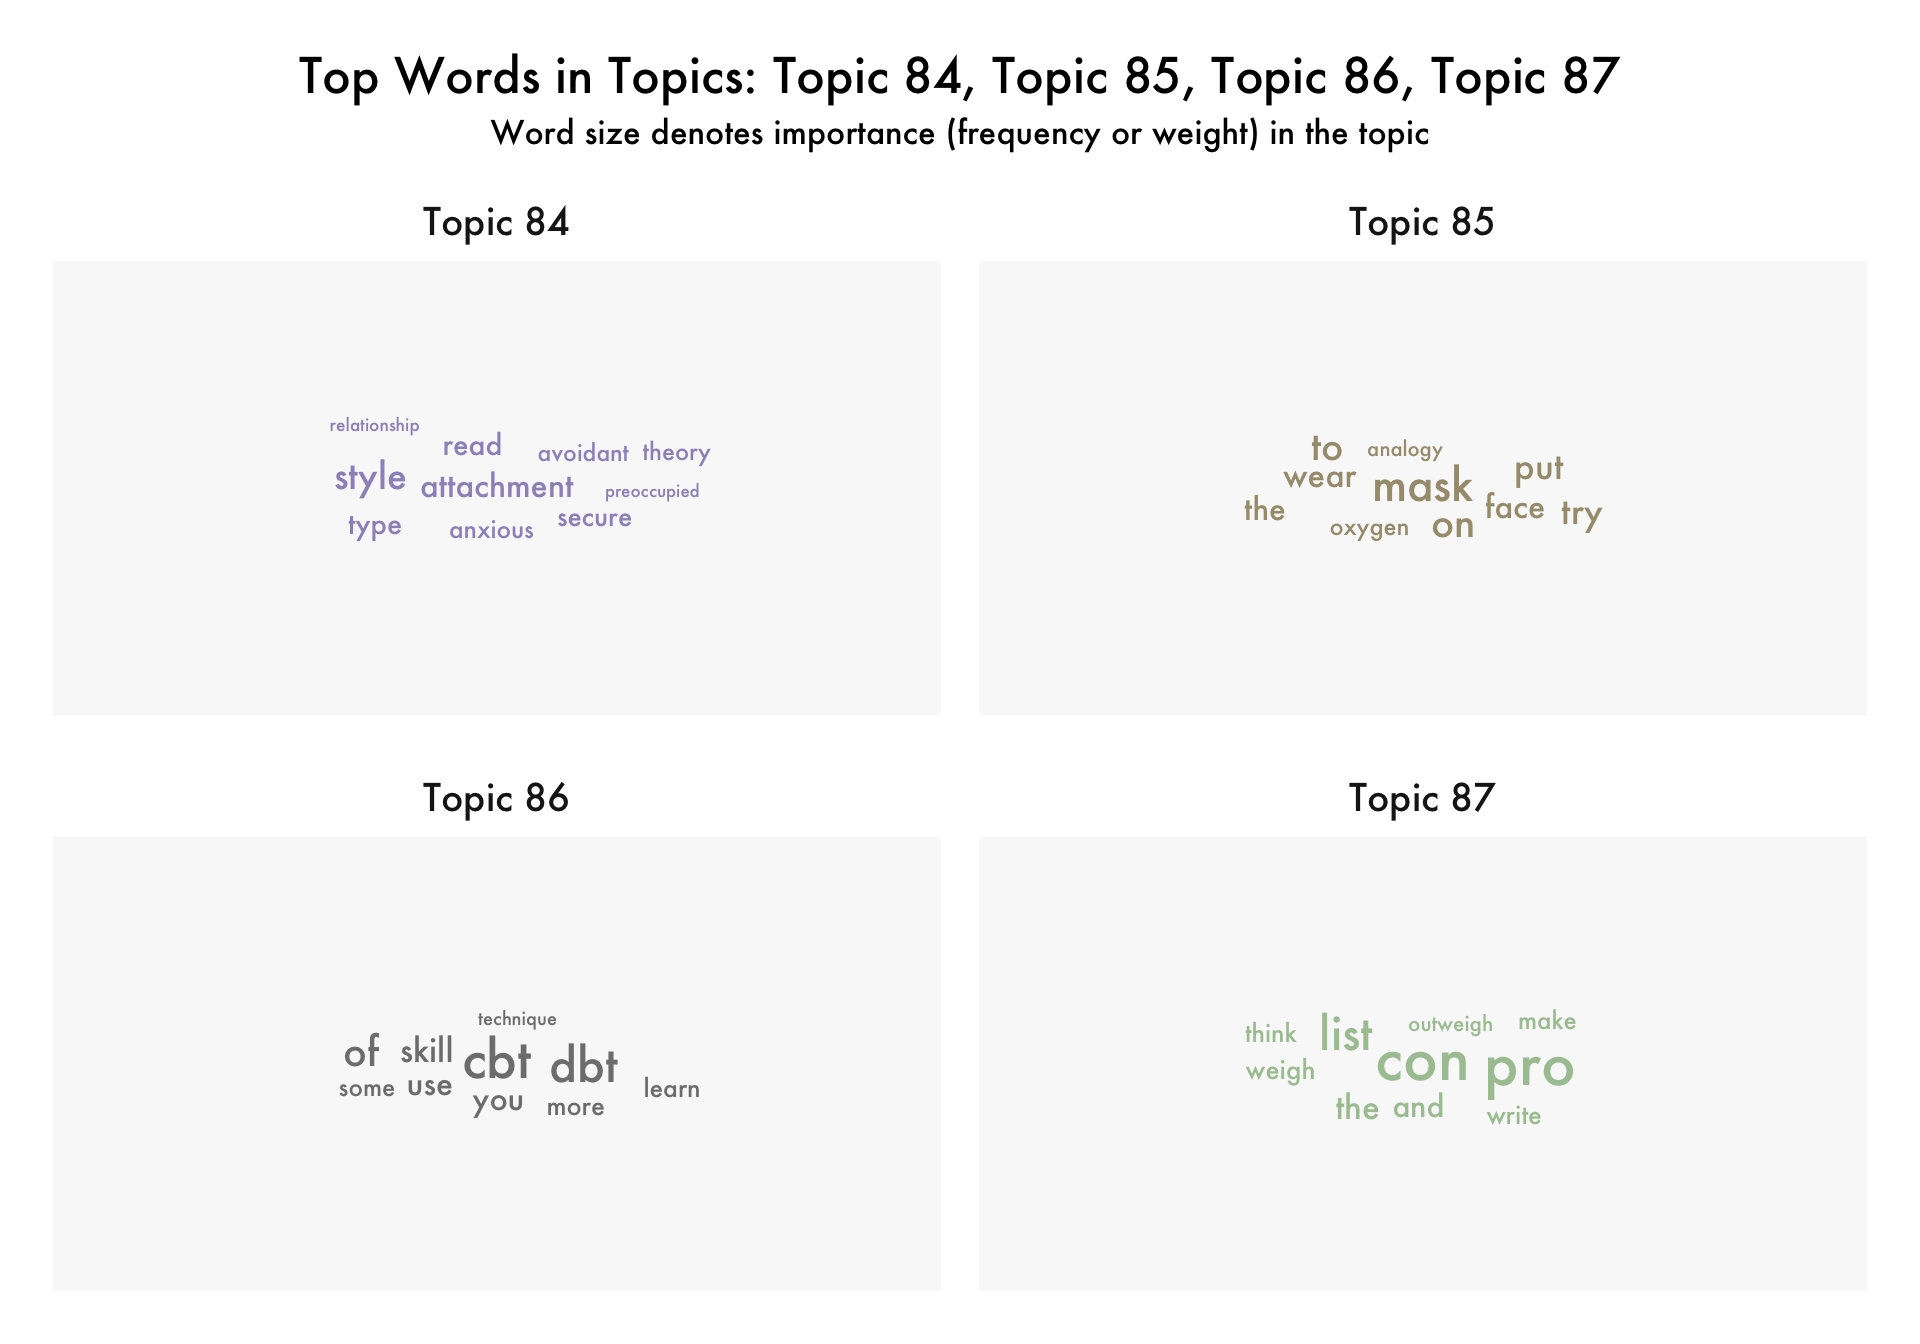 Top Words in Topics: Topic 84, Topic 85, Topic 86, Topic 87
Word size denotes importance (frequency or weight) in the topic
Topic 84
relationship
read avoidant theory
style attachment preoccupied
type anxious secure
Topic 85
to analogy
wear mask put
the oxygen on face try
Topic 86
technique
of skill cbt dbt
some use you more learn
Topic 87
think list outweigh make
weigh con pro
the and write